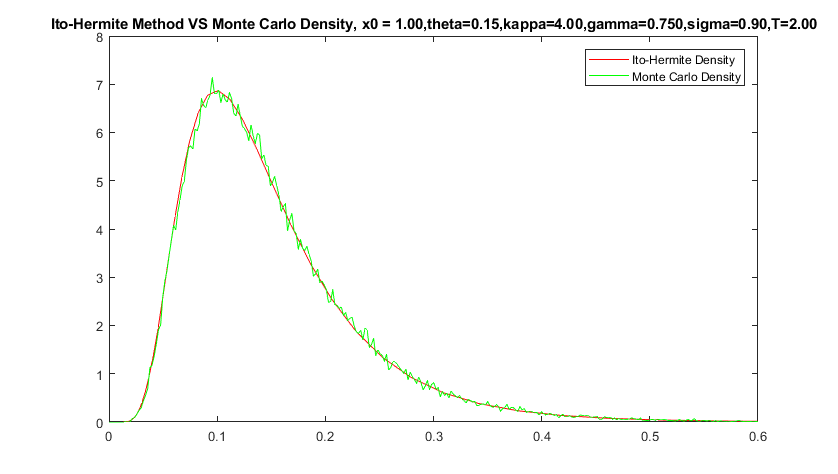 Ito-Hermite Method VS Monte Carlo Density, x0 = 1.00,theta=0.15,kappa=4.00,gamma=0.750,sigma=0.90,T=2.00
8
7
6
5
4
3
2
1
0
Ito-Hermite Density
Monte Carlo Density
0 0.1 0.2 0.3 0.4 0.5 0.6